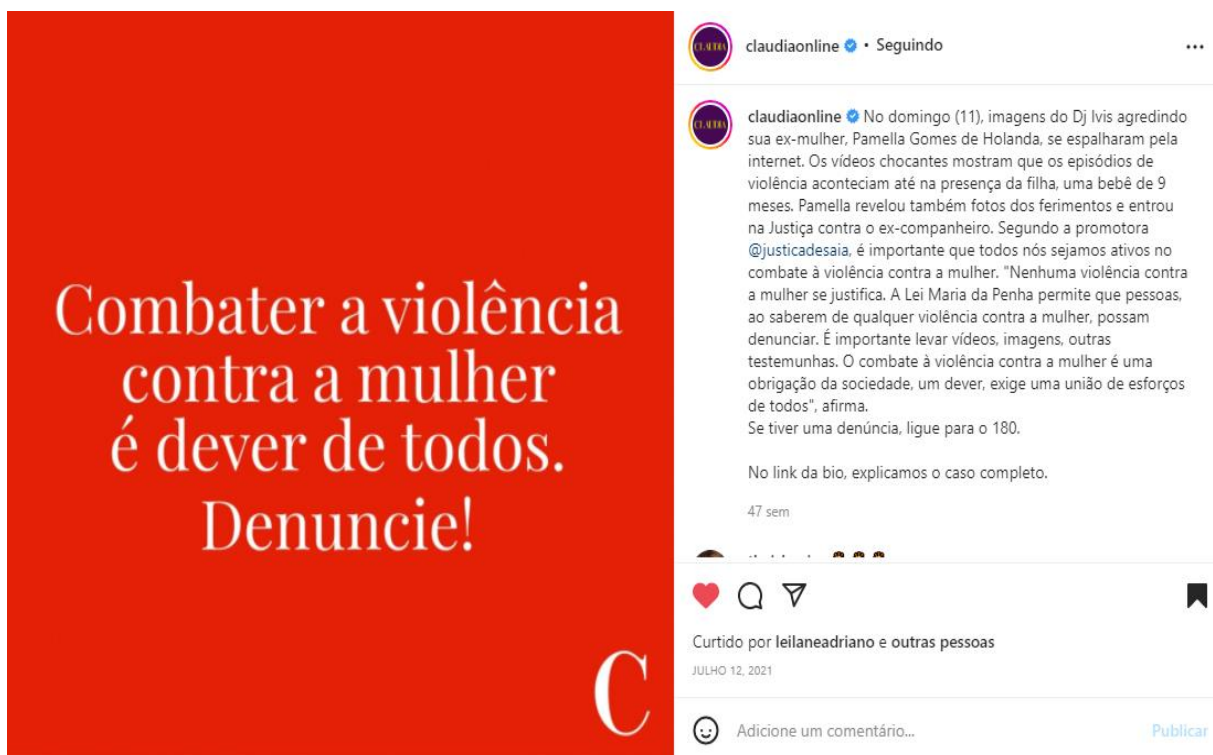 Combater a violência
contra a mulher
é dever de todos.
Denuncie!
C
CLAUDIA
claudiaonline • Seguindo
CLAUDIA
claudiaonline No domingo (11), imagens do Dj Ivis agredindo
sua ex-mulher, Pamella Gomes de Holanda, se espalharam pela
internet. Os vídeos chocantes mostram que os episódios de
violência aconteciam até na presença da filha, uma bebê de 9
meses. Pamella revelou também fotos dos ferimentos e entrou
na Justiça contra o ex-companheiro. Segundo a promotora
@justicadesaia, é importante que todos nós sejamos ativos no
combate à violência contra a mulher. "Nenhuma violência contra
a mulher se justifica. A Lei Maria da Penha permite que pessoas,
ao saberem de qualquer violência contra a mulher, possam
denunciar. É importante levar vídeos, imagens, outras
testemunhas. O combate à violência contra a mulher é uma
obrigação da sociedade, um dever, exige uma união de esforços
de todos", afirma.
Se tiver uma denúncia, ligue para o 180.
No link da bio, explicamos o caso completo.
47 sem
Curtido por leilaneadriano e outras pessoas
JULHO 12, 2021
Adicione um comentário...
Publicar